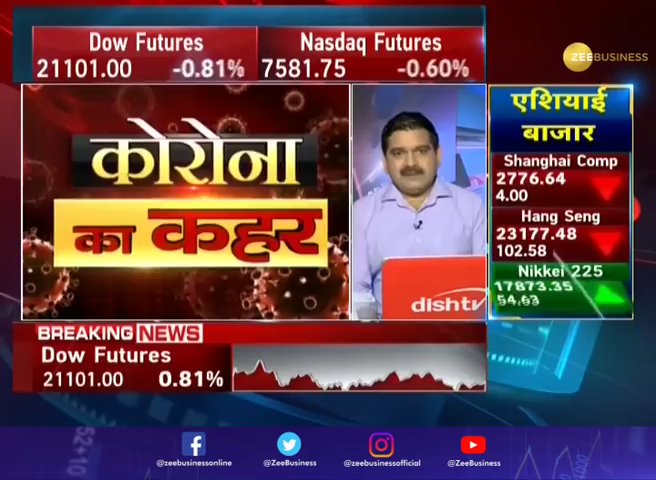 Dow Futures
21101.00 -0.81%
Nasdaq Futures
7581.75 -0.60%
ZEEBUSINESS
कोरोना
का कहर
dishtv
एशियाई
बाजार
Shanghai Comp
2776.64
4.00
Hang Seng
23177.48
102.58
Nikkei 225
17873.35
54.63
BREAKING NEWS
Dow Futures
21101.00 0.81%
@zeebusinessonline
@ZeeBusiness
@zeebusinessofficial
@ZeeBusiness